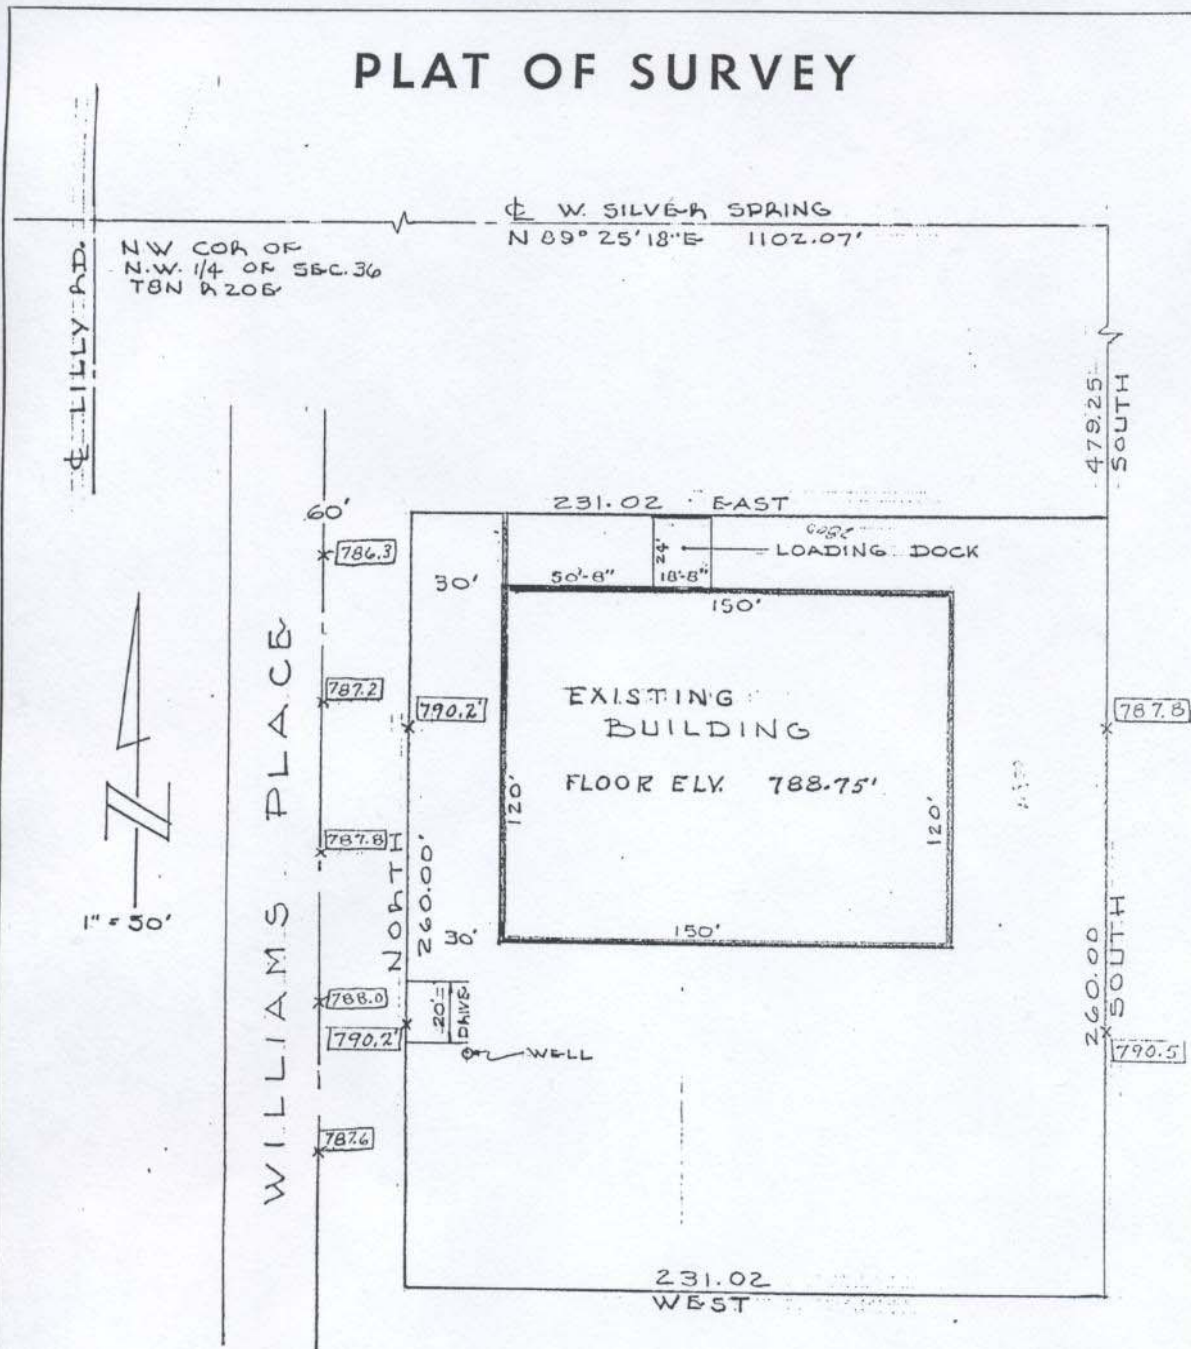 PLAT OF SURVEY
℄ W. SILVER SPRING
N 89° 25' 18" E 1102.07'
NW COR OF
N.W. 1/4 OF SEC. 36
T8N R20E
℄ LILLY RD.
479.25
SOUTH
231.02 EAST
60'
786.3
LOADING DOCK
24'
50'-8"
18'-8"
30'
150'
787.2
790.2'
EXISTING
BUILDING
FLOOR ELV. 788.75'
787.8
120'
120'
WILLIAMS PLACE
787.8
NORTH
260.00'
1" = 50'
30'
150'
260.00
SOUTH
788.0
790.2'
20'±
DRIVE
WELL
790.5
787.6
231.02
WEST